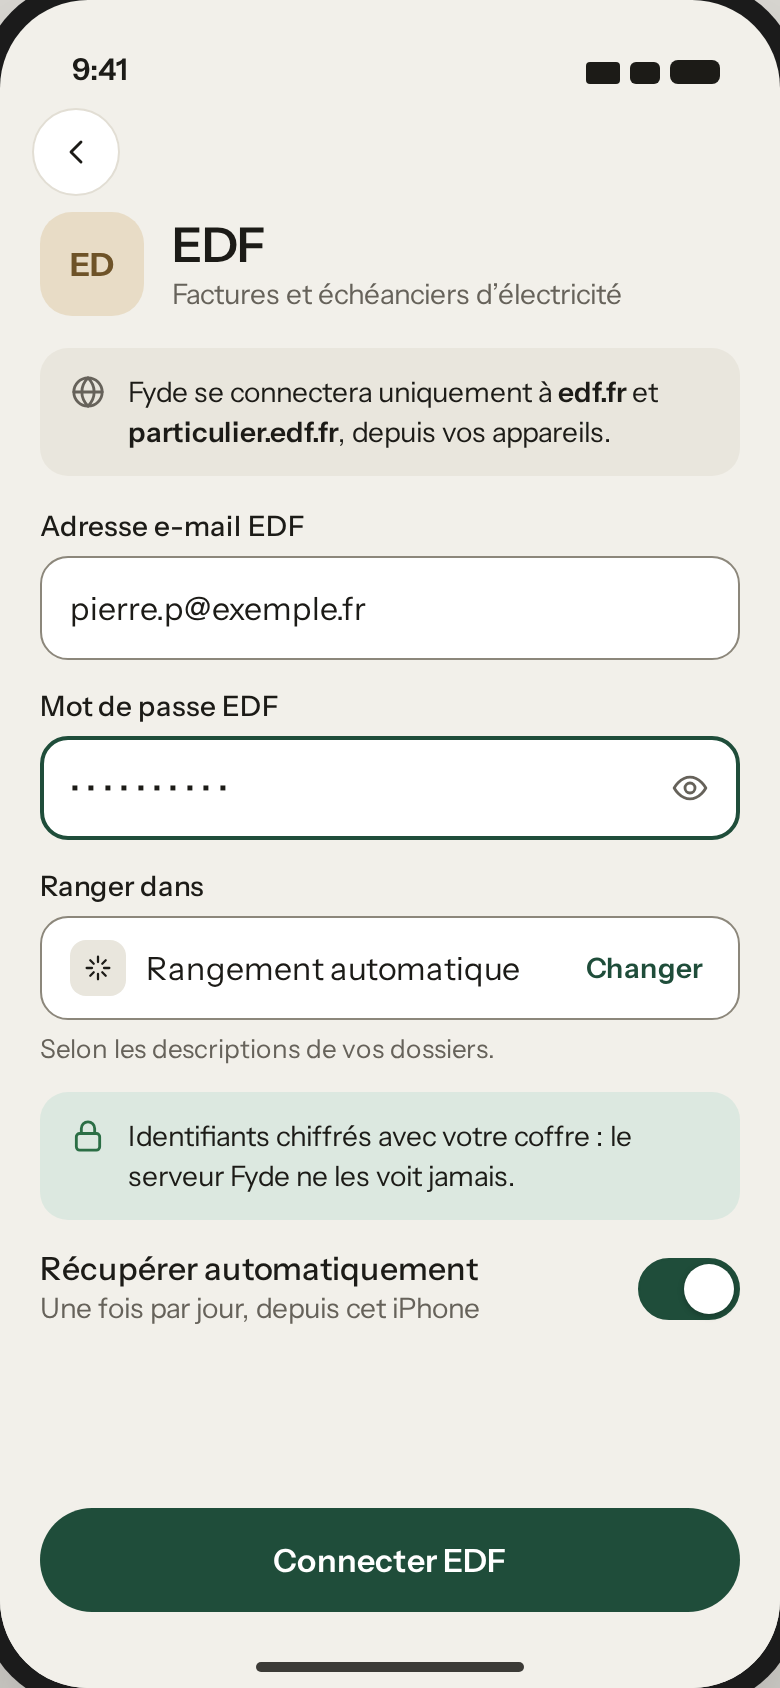 9:41
ED
EDF
Factures et échéanciers d’électricité
Fyde se connectera uniquement à edf.fr et
particulier.edf.fr, depuis vos appareils.
Adresse e-mail EDF
pierre.p@exemple.fr
Mot de passe EDF
··········
Ranger dans
Rangement automatique
Changer
Selon les descriptions de vos dossiers.
Identifiants chiffrés avec votre coffre : le
serveur Fyde ne les voit jamais.
Récupérer automatiquement
Une fois par jour, depuis cet iPhone
Connecter EDF